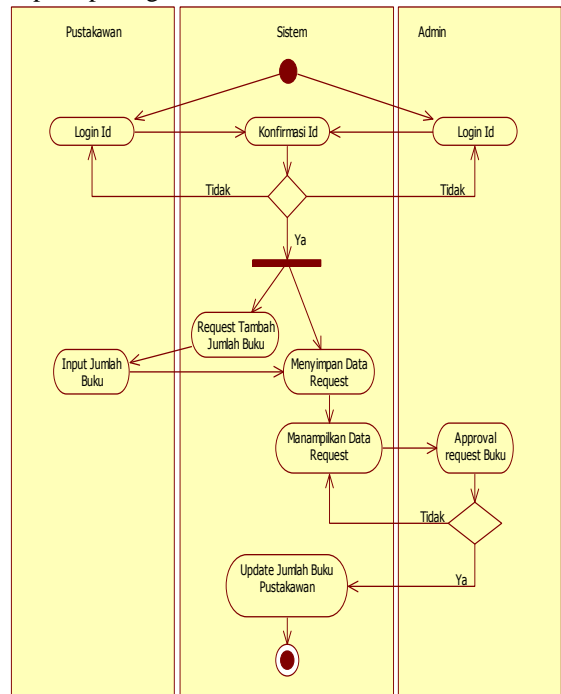 Pustakawan
Sistem
Admin
Login Id
Konfirmasi Id
Login Id
Tidak
Tidak
Ya
Request Tambah
Jumlah Buku
Input Jumlah
Buku
Menyimpan Data
Request
Manampilkan Data
Request
Approval
request Buku
Tidak
Ya
Update Jumlah Buku
Pustakawan